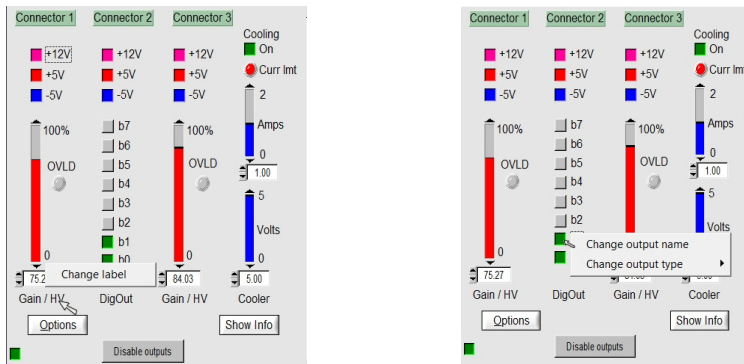 Connector 1 Connector 2 Connector 3
Cooling
+12V +12V +12V On
+5V +5V +5V Curr lmt
-5V -5V -5V 2
100% b7 100% Amps
b6
OVLD b5 OVLD 0
b4 1.00
b3 5
b2
b1 Volts
0 b0 0 0
75.2 Change label 84.03 5.00
Gain / HV DigOut Gain / HV Cooler
Options Show Info
Disable outputs
Connector 1 Connector 2 Connector 3
Cooling
+12V +12V +12V On
+5V +5V +5V Curr lmt
-5V -5V -5V 2
100% b7 100% Amps
b6
OVLD b5 OVLD 0
b4 1.00
b3 5
b2
Volts
Change output name
0 Change output type
75.27
Gain / HV DigOut Gain / HV Cooler
Options Show Info
Disable outputs